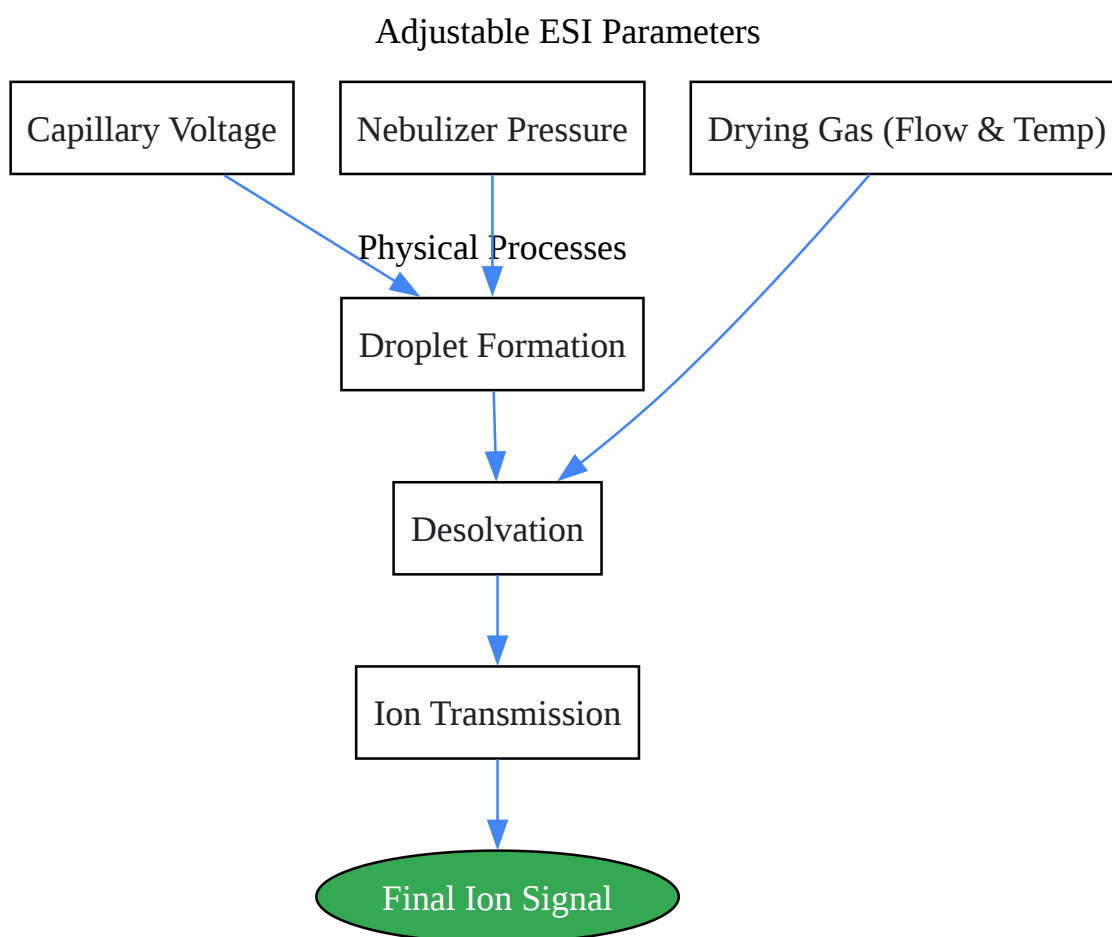 Adjustable ESI Parameters
Capillary Voltage
Nebulizer Pressure
Drying Gas (Flow & Temp)
Physical Processes
Droplet Formation
Desolvation
Ion Transmission
Final Ion Signal